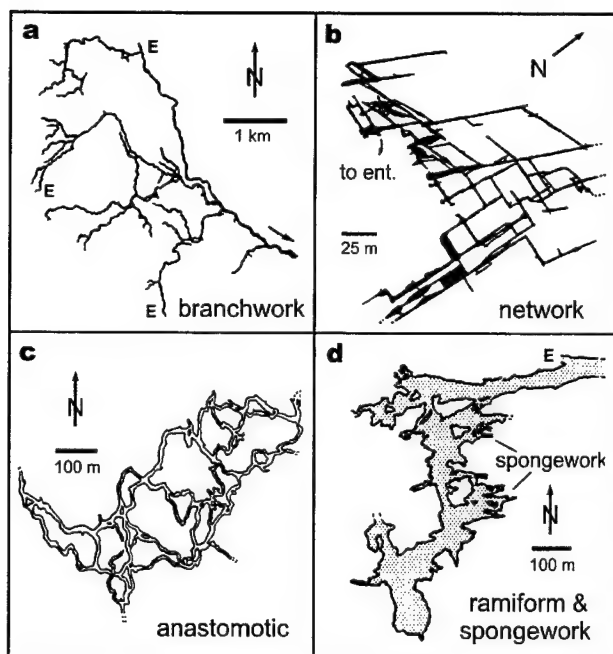 a
E
N
1 km
E
E
branchwork
b
N
to ent.
25 m
network
c
N
100 m
anastomotic
d
E
spongework
N
100 m
ramiform &
spongework